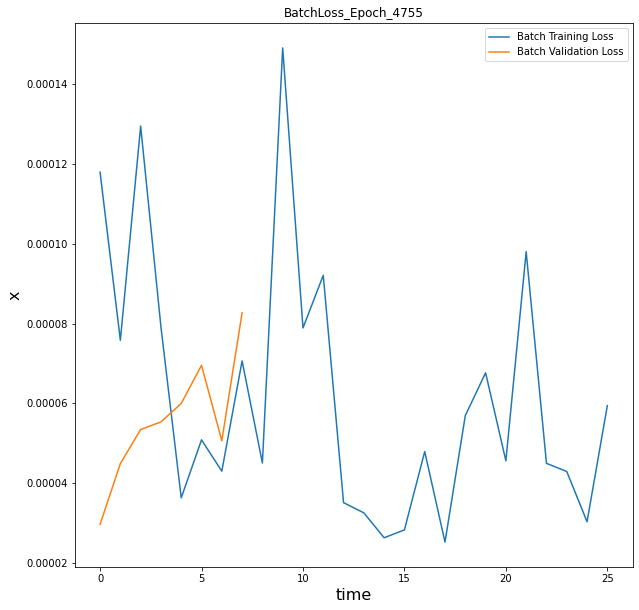 BatchLoss_Epoch_4755
Batch Training Loss
Batch Validation Loss
0.00014
0.00012
0.00010
0.00008
0.00006
0.00004
0.00002
x
0 5 10 15 20 25
time